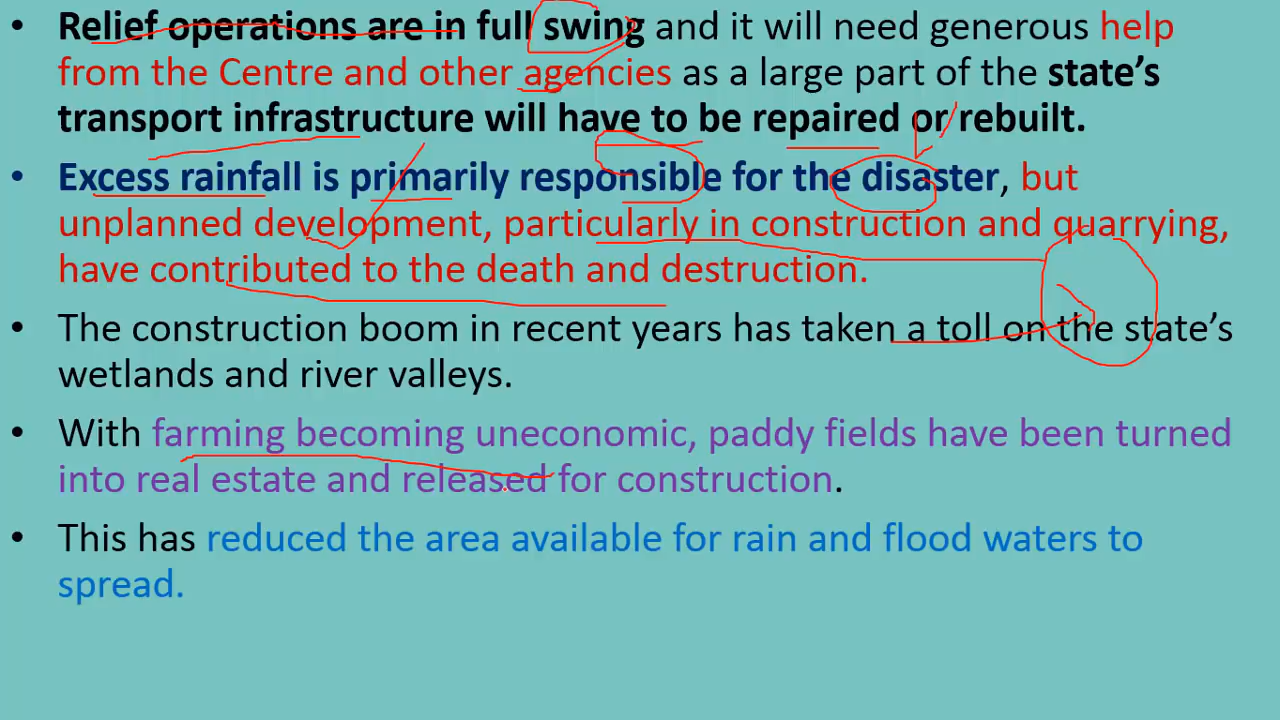 • Relief operations are in full swing and it will need generous help
from the Centre and other agencies as a large part of the state’s
transport infrastructure will have to be repaired or rebuilt.
• Excess rainfall is primarily responsible for the disaster, but
unplanned development, particularly in construction and quarrying,
have contributed to the death and destruction.
• The construction boom in recent years has taken a toll on the state’s
wetlands and river valleys.
• With farming becoming uneconomic, paddy fields have been turned
into real estate and released for construction.
• This has reduced the area available for rain and flood waters to
spread.